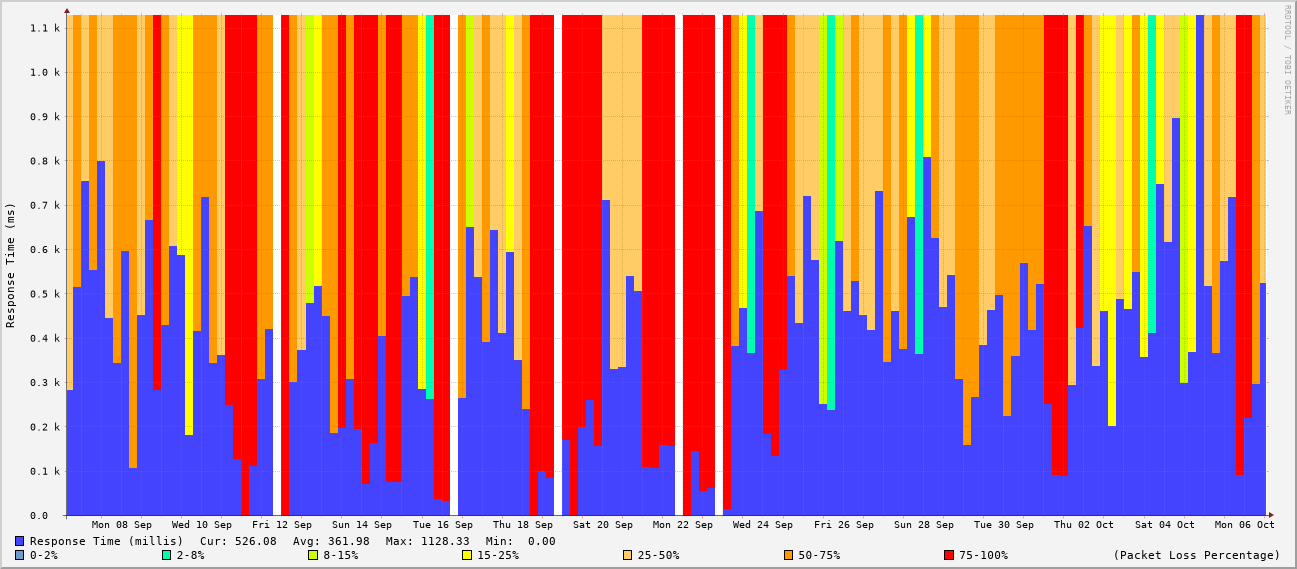 RRDTOOL / TOBI OETIKER
Response Time (ms)
1.1 k
1.0 k
0.9 k
0.8 k
0.7 k
0.6 k
0.5 k
0.4 k
0.3 k
0.2 k
0.1 k
0.0
Mon 08 Sep Wed 10 Sep Fri 12 Sep Sun 14 Sep Tue 16 Sep Thu 18 Sep Sat 20 Sep Mon 22 Sep Wed 24 Sep Fri 26 Sep Sun 28 Sep Tue 30 Sep Thu 02 Oct Sat 04 Oct Mon 06 Oct
Response Time (millis) Cur: 526.08 Avg: 361.98 Max: 1128.33 Min: 0.00
0-2% 2-8% 8-15% 15-25% 25-50% 50-75% 75-100% (Packet Loss Percentage)